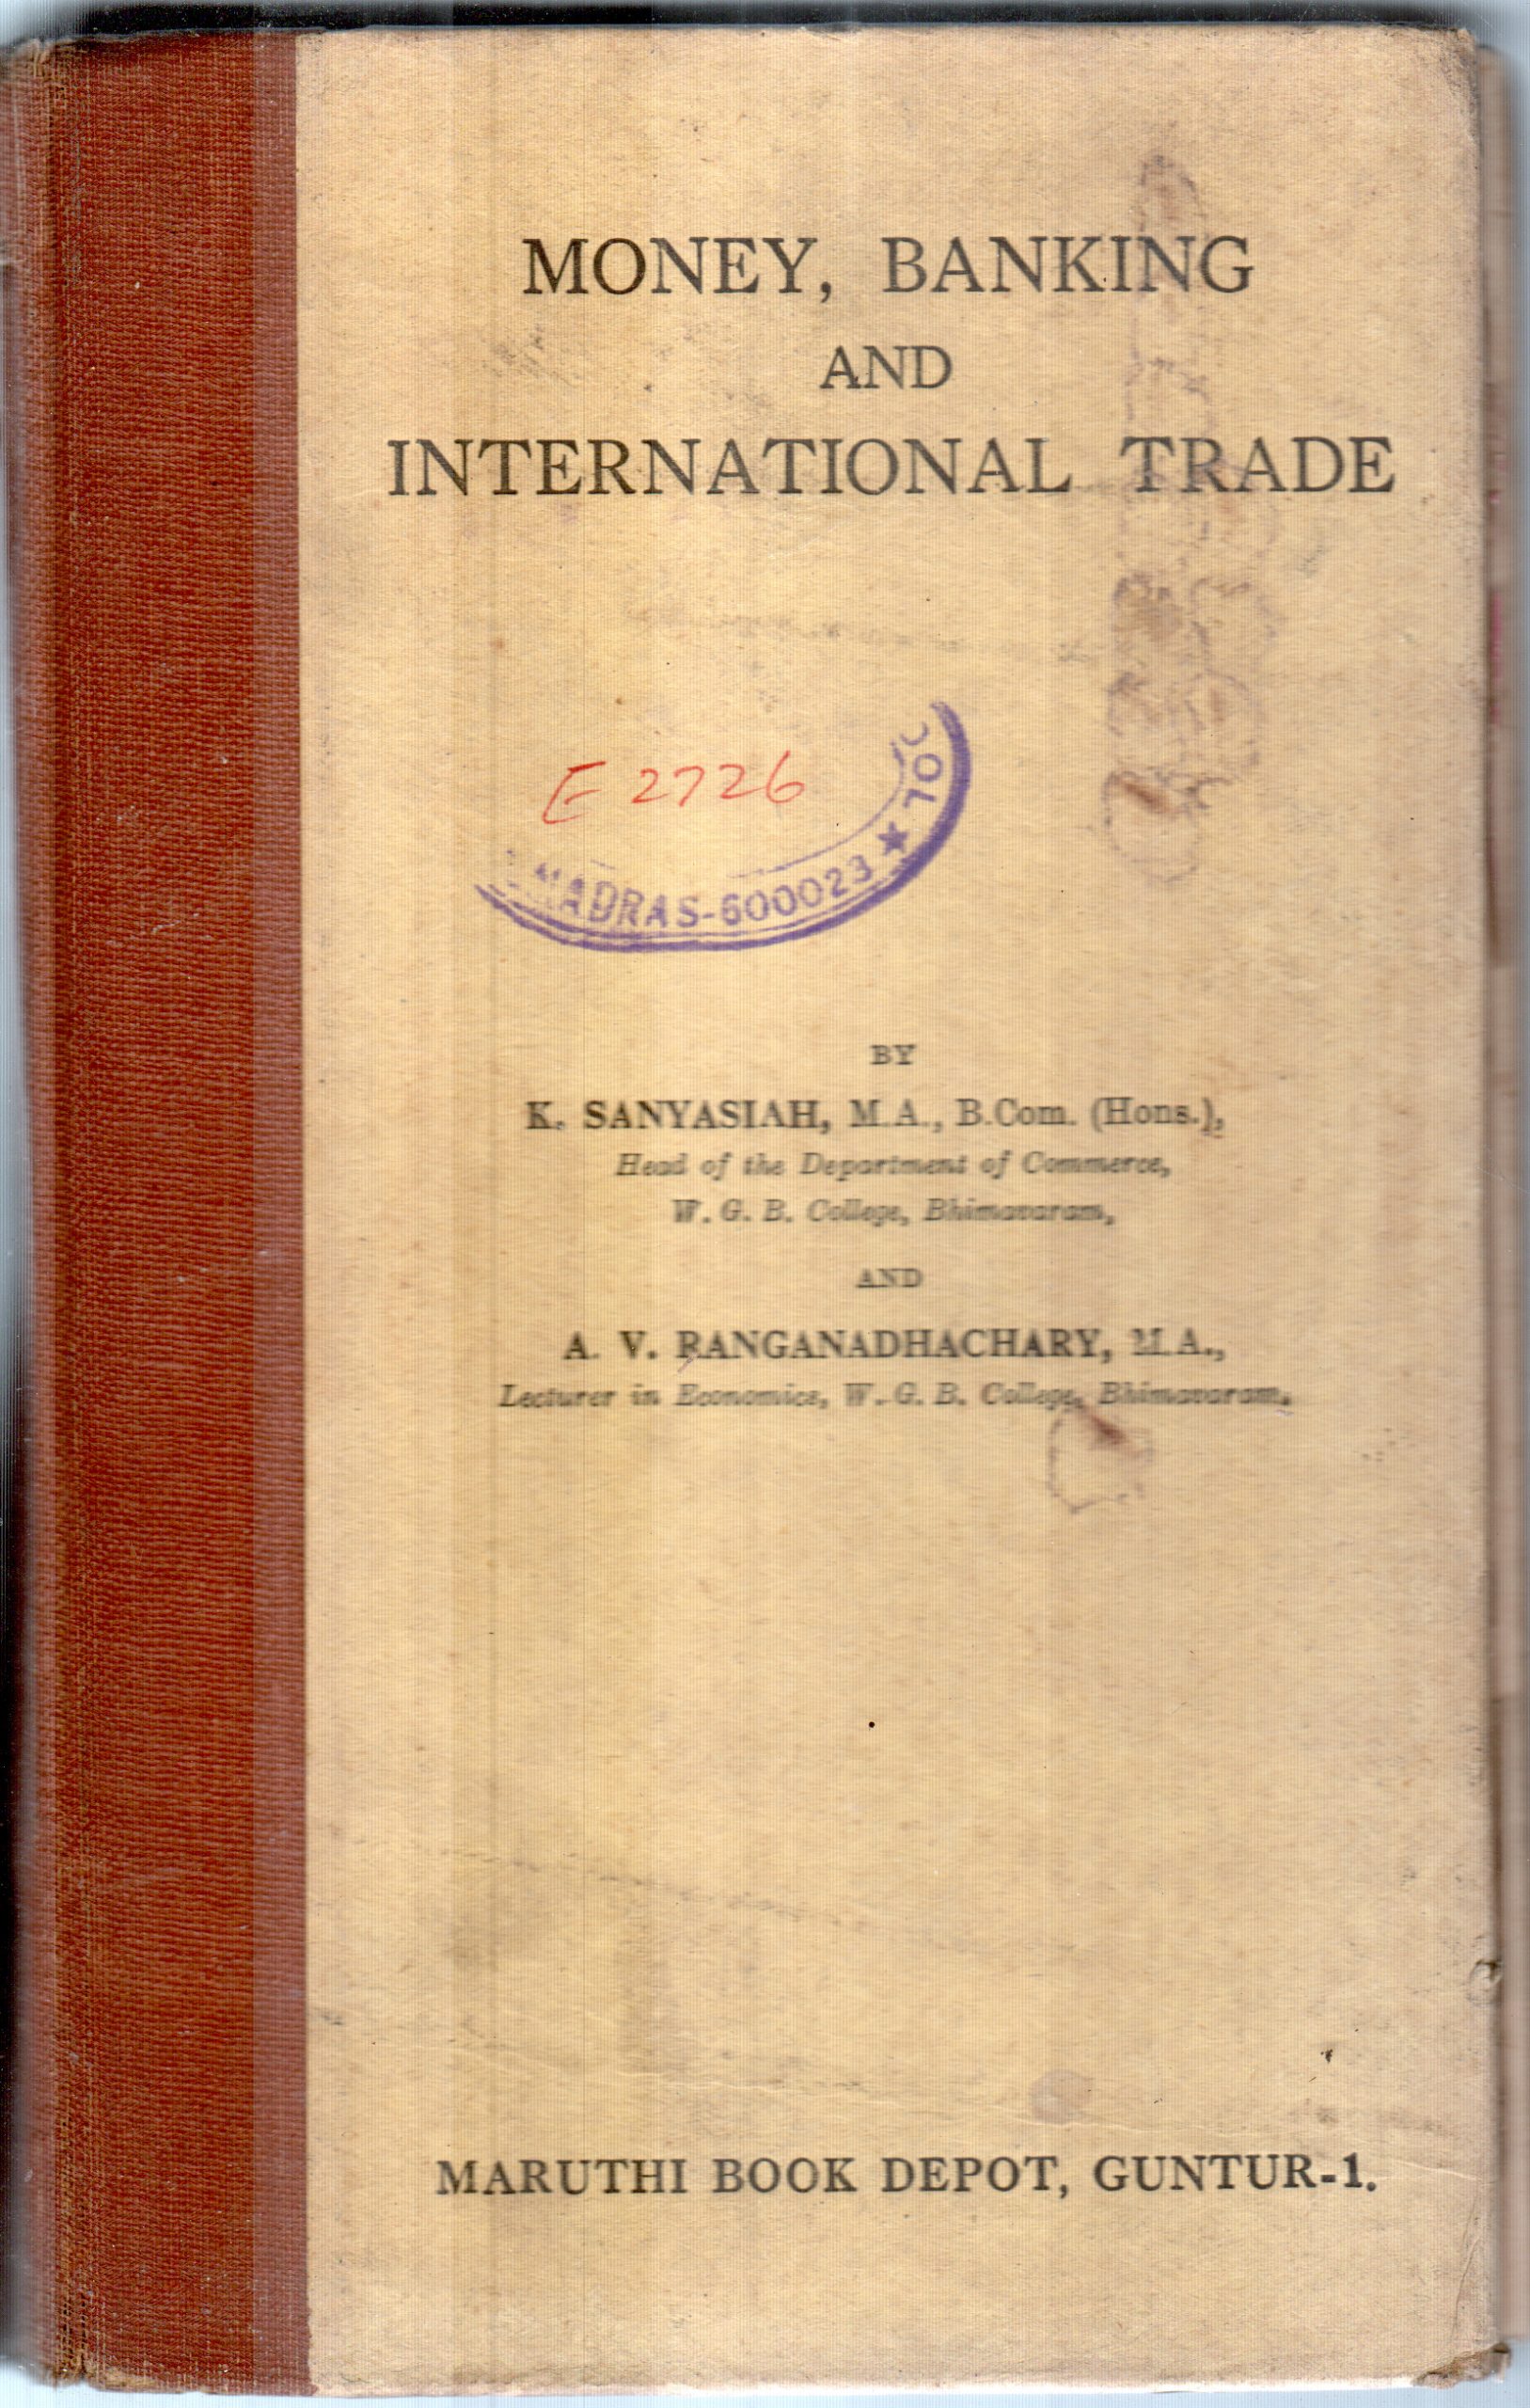 MONEY, BANKING
AND
INTERNATIONAL TRADE
E 2726
MADRAS-600023 ★
BY
K. SANYASIAH, M.A., B.Com. (Hons.),
Head of the Department of Commerce,
W. G. B. College, Bhimavaram,
AND
A. V. RANGANADHACHARY, M.A.,
Lecturer in Economics, W. G. B. College, Bhimavaram.
MARUTHI BOOK DEPOT, GUNTUR-1.